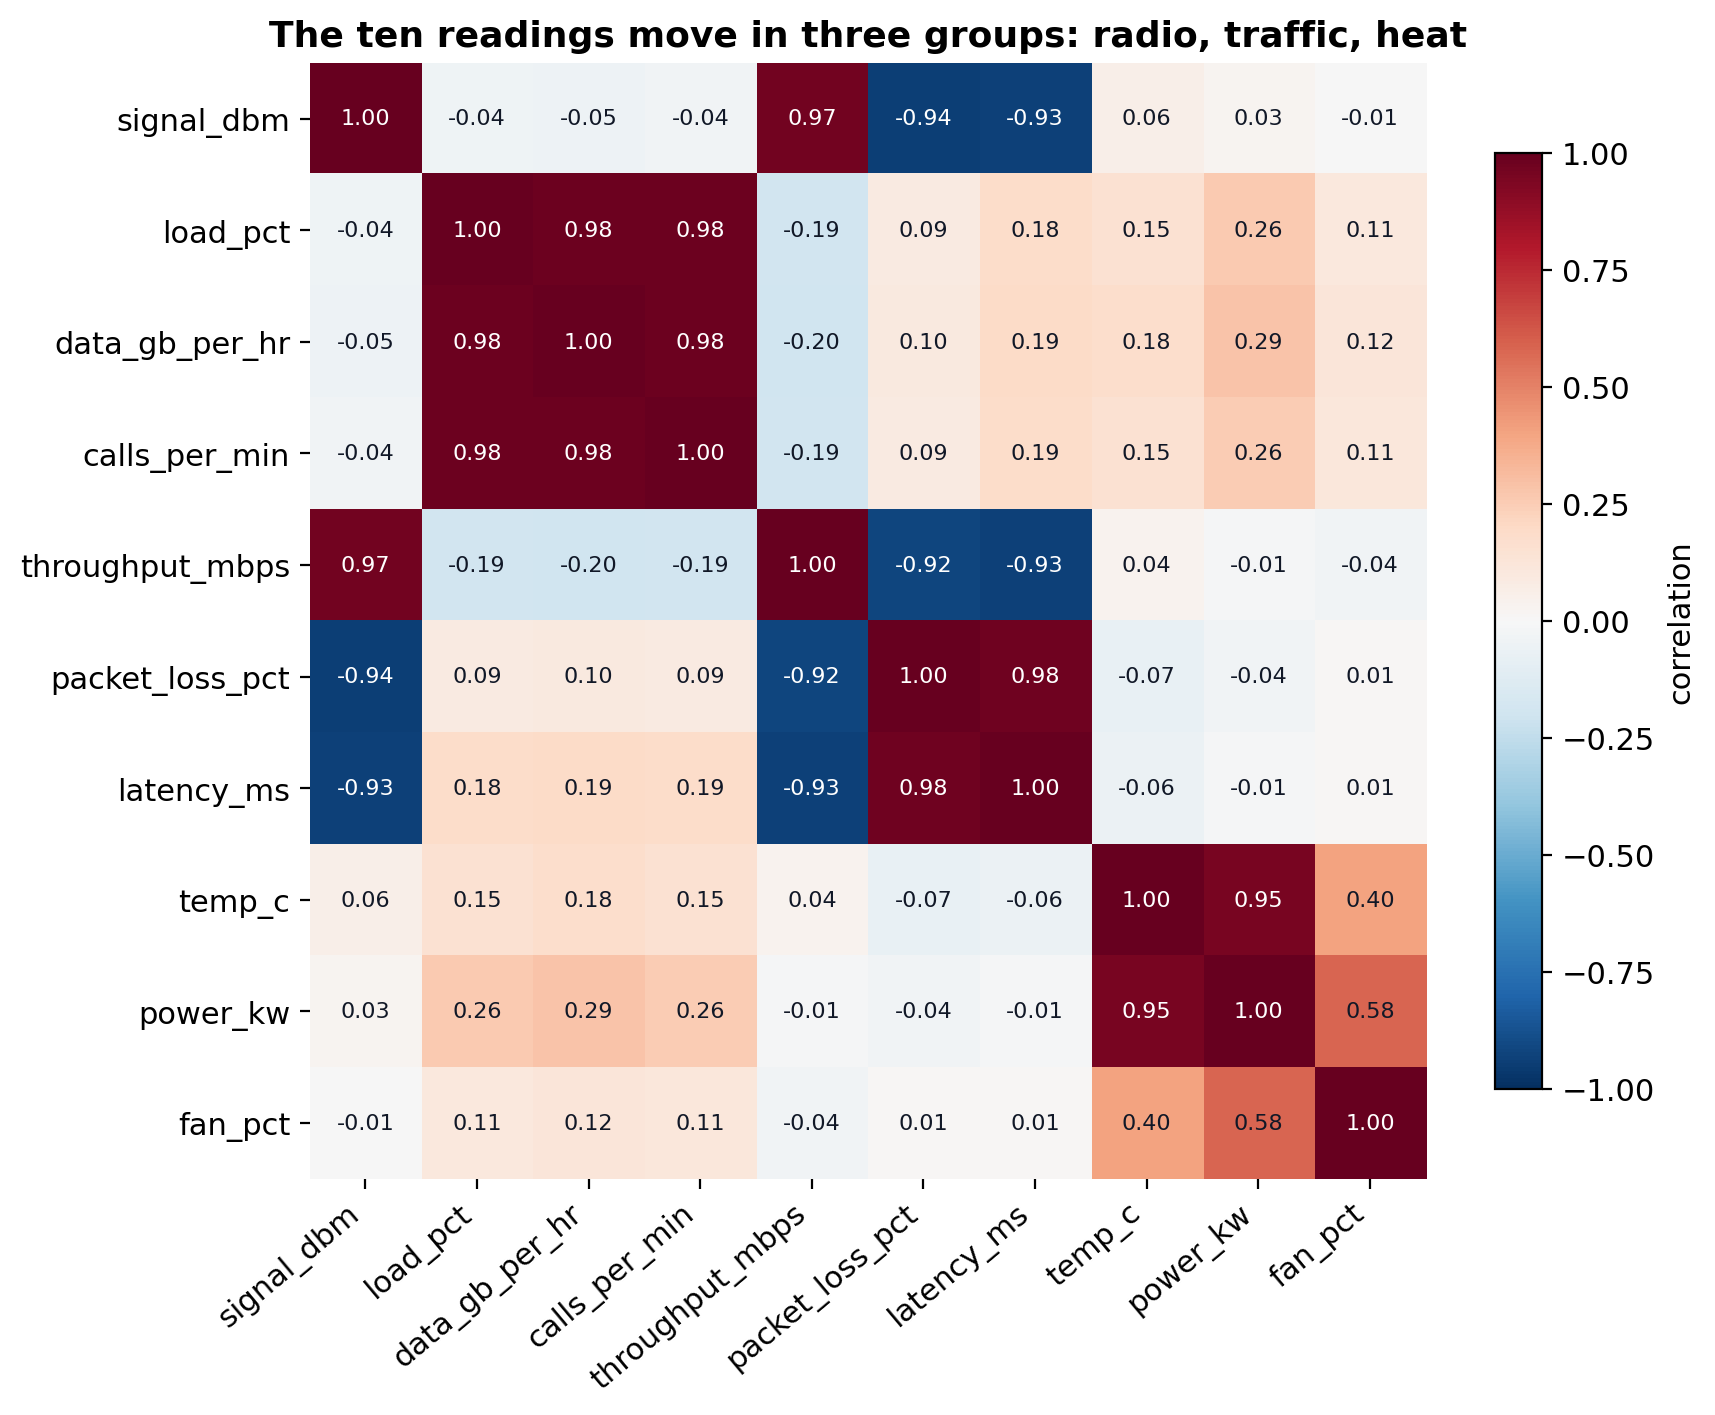 The ten readings move in three groups: radio, traffic, heat
signal_dbm 1.00 -0.04 -0.05 -0.04 0.97 -0.94 -0.93 0.06 0.03 -0.01
load_pct -0.04 1.00 0.98 0.98 -0.19 0.09 0.18 0.15 0.26 0.11
data_gb_per_hr -0.05 0.98 1.00 0.98 -0.20 0.10 0.19 0.18 0.29 0.12
calls_per_min -0.04 0.98 0.98 1.00 -0.19 0.09 0.19 0.15 0.26 0.11
throughput_mbps 0.97 -0.19 -0.20 -0.19 1.00 -0.92 -0.93 0.04 -0.01 -0.04
packet_loss_pct -0.94 0.09 0.10 0.09 -0.92 1.00 0.98 -0.07 -0.04 0.01
latency_ms -0.93 0.18 0.19 0.19 -0.93 0.98 1.00 -0.06 -0.01 0.01
temp_c 0.06 0.15 0.18 0.15 0.04 -0.07 -0.06 1.00 0.95 0.40
power_kw 0.03 0.26 0.29 0.26 -0.01 -0.04 -0.01 0.95 1.00 0.58
fan_pct -0.01 0.11 0.12 0.11 -0.04 0.01 0.01 0.40 0.58 1.00
signal_dbm load_pct data_gb_per_hr calls_per_min throughput_mbps packet_loss_pct latency_ms temp_c power_kw fan_pct
1.00
0.75
0.50
0.25
0.00
−0.25
−0.50
−0.75
−1.00
correlation